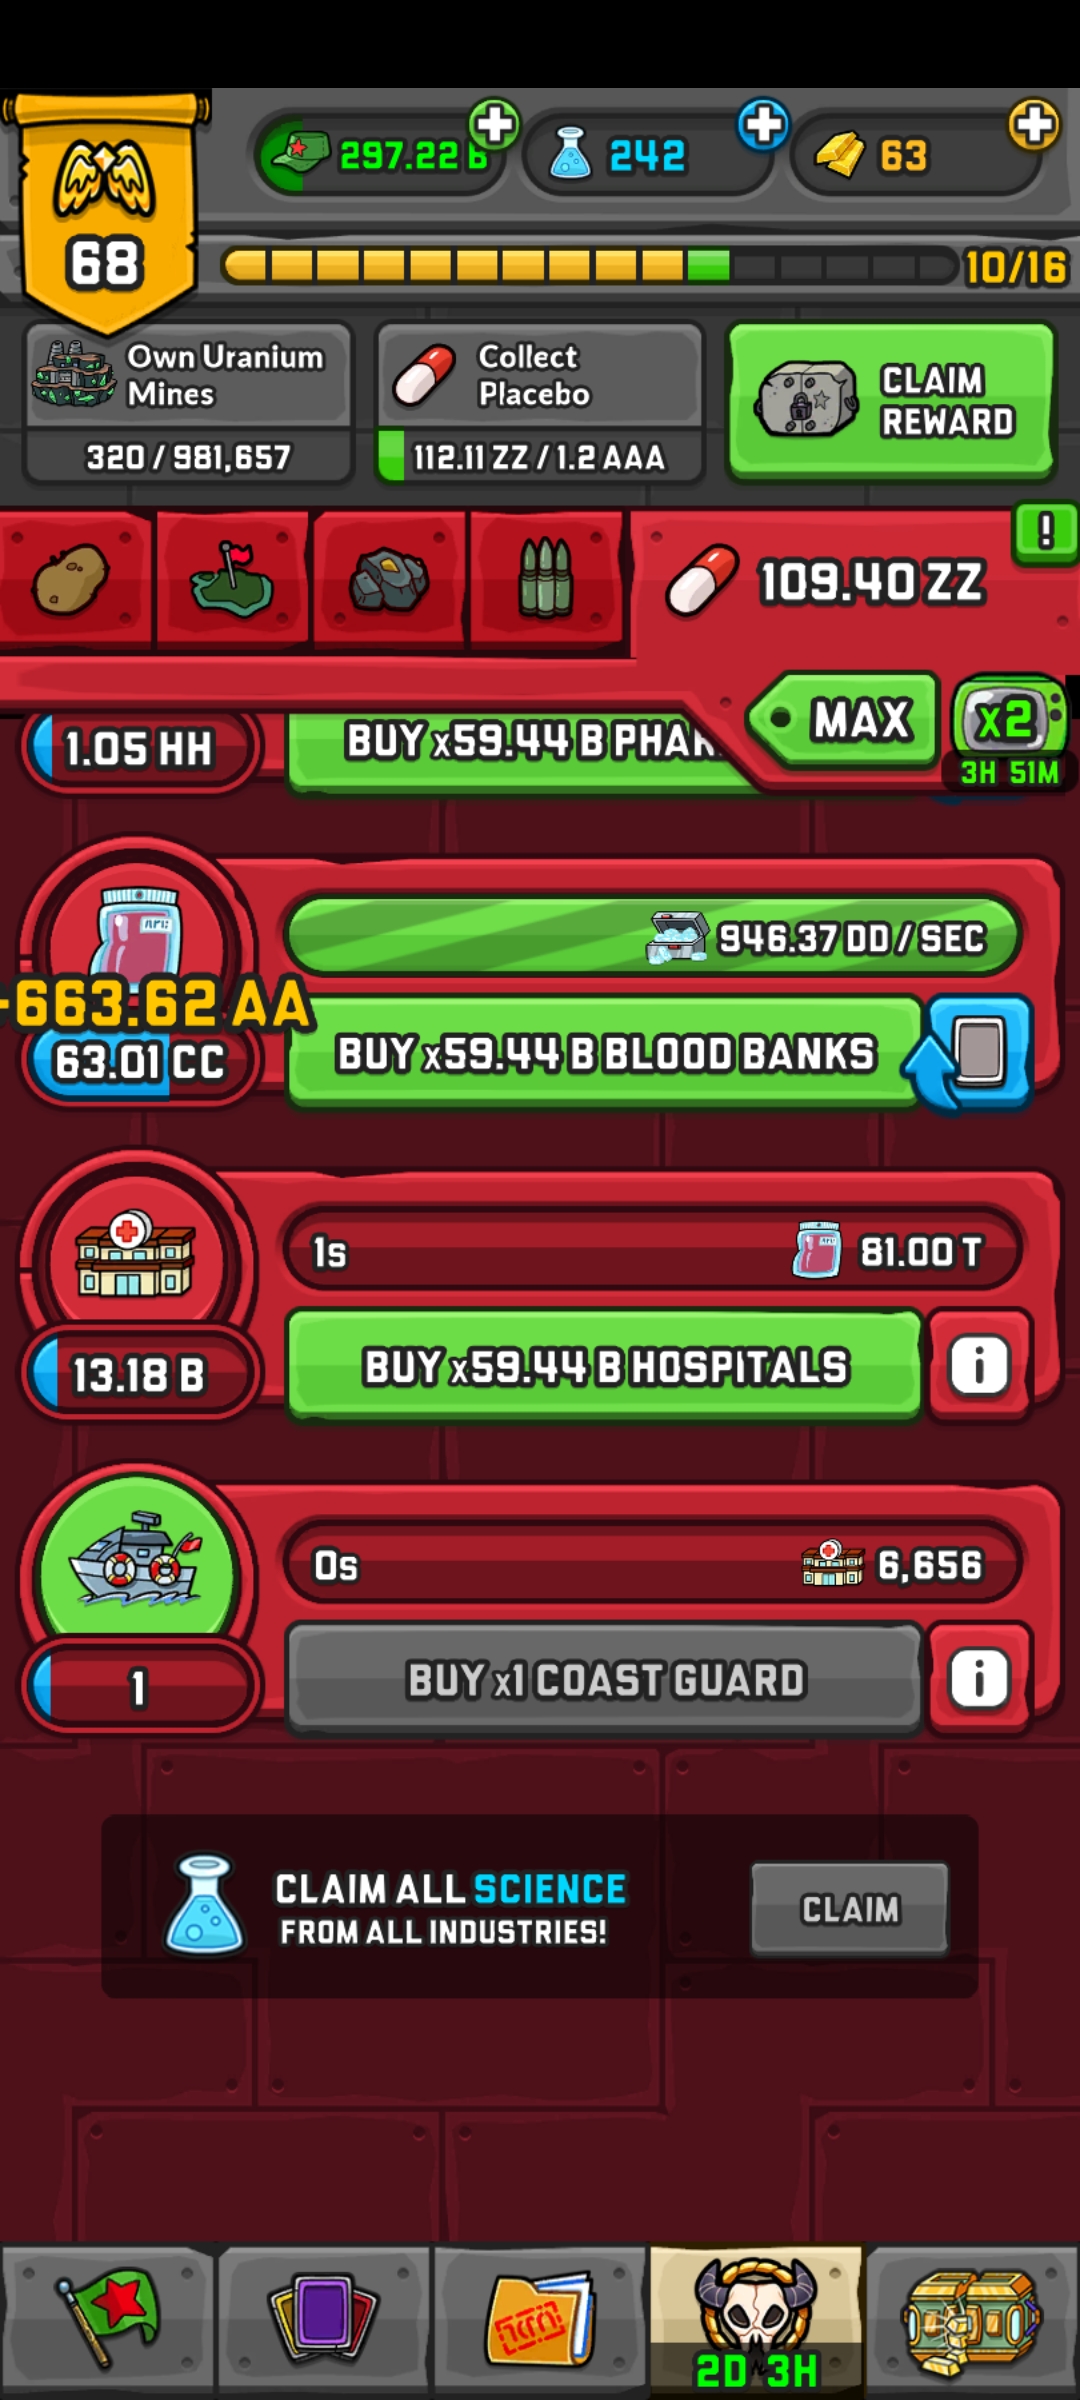 297.22 B
242
63
68
10/16
Own Uranium
Mines
320 / 981,657
Collect
Placebo
112.11 ZZ / 1.2 AAA
CLAIM
REWARD
!
109.40 ZZ
MAX
x2
3H 51M
1.05 HH
BUY x59.44 B PHAR
946.37 DD / SEC
-663.62 AA
63.01 CC
BUY x59.44 B BLOOD BANKS
1s
81.00 T
13.18 B
BUY x59.44 B HOSPITALS
i
0s
6,656
1
BUY x1 COAST GUARD
i
CLAIM ALL SCIENCE
FROM ALL INDUSTRIES!
CLAIM
2D 3H